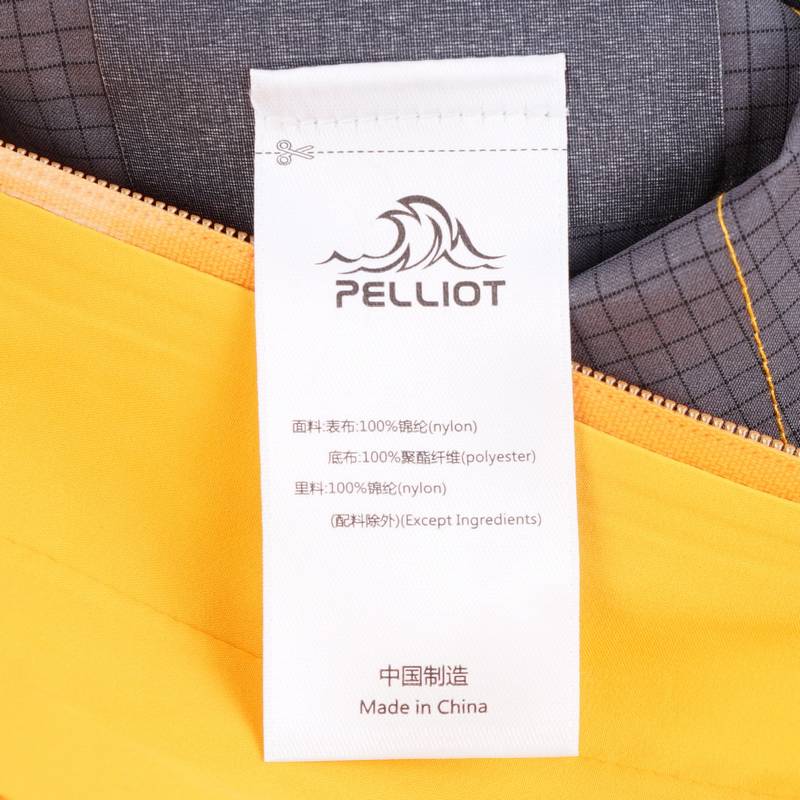 PELLIOT
面料:表布:100%锦纶(nylon)
底布:100%聚酯纤维(polyester)
里料:100%锦纶(nylon)
(配料除外)(Except Ingredients)
中国制造
Made in China